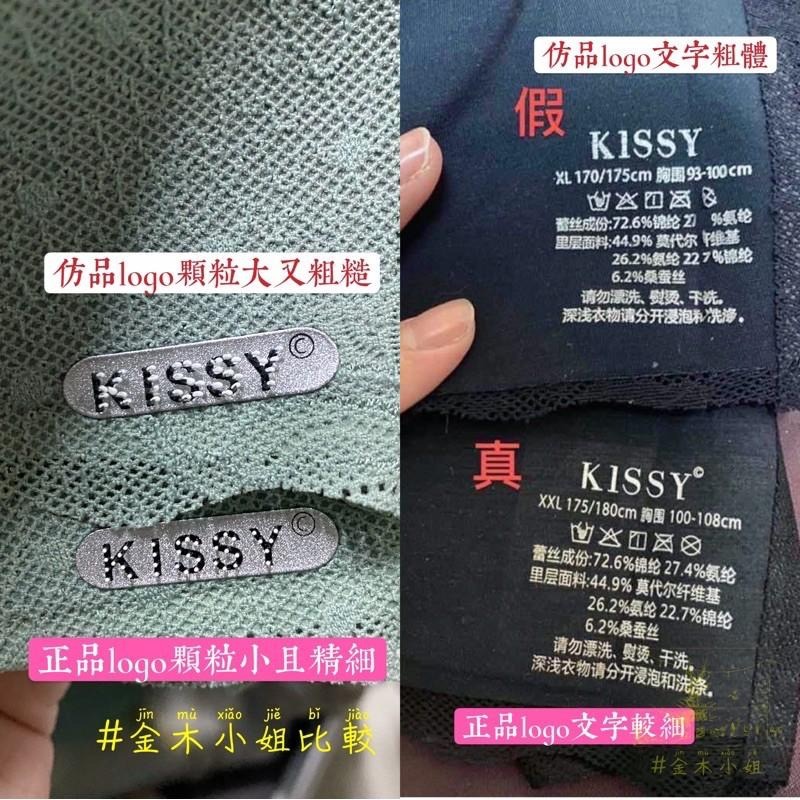 仿品logo顆粒大又粗糙
KISSY©
KISSY©
正品logo顆粒小且精細
jīn mù xiǎo jiě bǐ jiào
#金木小姐比較
仿品logo文字粗體
假
KISSY
XL 170/175cm 胸围93-100cm
蕾丝成份:72.6%锦纶 2 %氨纶
里层面料:44.9% 莫代尔纤维基
26.2%氨纶 22.7%锦纶
6.2%桑蚕丝
请勿漂洗、熨烫、干洗。
深浅衣物请分开浸泡和洗涤。
真
KISSY©
XXL 175/180cm 胸围 100-108cm
蕾丝成份:72.6%锦纶 27.4%氨纶
里层面料:44.9% 莫代尔纤维基
26.2%氨纶 22.7%锦纶
6.2%桑蚕丝
请勿漂洗、熨烫、干洗。
深浅衣物请分开浸泡和洗涤。
正品logo文字較細
jīn mù xiǎo jiě
#金木小姐